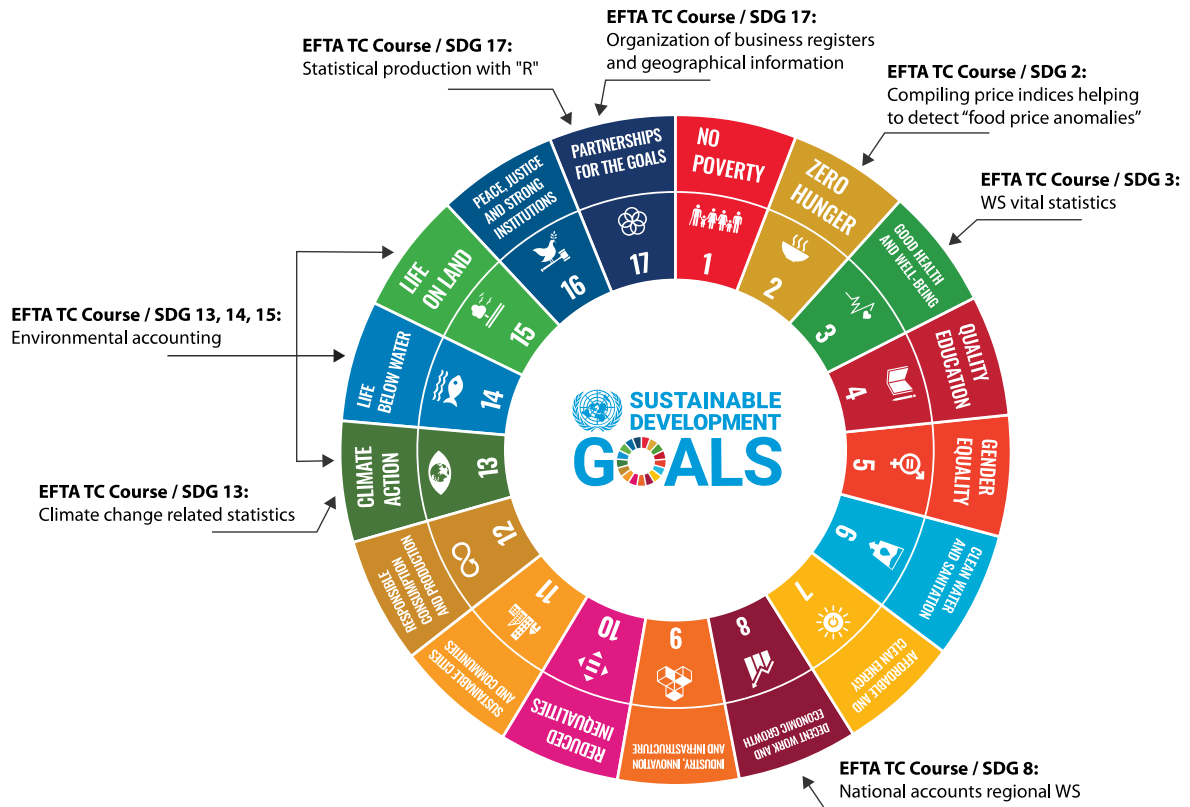 EFTA TC Course / SDG 17:
Organization of business registers
and geographical information
EFTA TC Course / SDG 17:
Statistical production with "R"
EFTA TC Course / SDG 2:
Compiling price indices helping
to detect “food price anomalies”
EFTA TC Course / SDG 3:
WS vital statistics
EFTA TC Course / SDG 13, 14, 15:
Environmental accounting
EFTA TC Course / SDG 13:
Climate change related statistics
EFTA TC Course / SDG 8:
National accounts regional WS
NO
POVERTY
1
ZERO
HUNGER
2
GOOD HEALTH
AND WELL-BEING
3
QUALITY
EDUCATION
4
GENDER
EQUALITY
5
CLEAN WATER
AND SANITATION
6
AFFORDABLE AND
CLEAN ENERGY
7
DECENT WORK AND
ECONOMIC GROWTH
8
INDUSTRY, INNOVATION
AND INFRASTRUCTURE
9
REDUCED
INEQUALITIES
10
SUSTAINABLE CITIES
AND COMMUNITIES
11
RESPONSIBLE
CONSUMPTION
AND PRODUCTION
12
CLIMATE
ACTION
13
LIFE
BELOW WATER
14
LIFE
ON LAND
15
PEACE, JUSTICE
AND STRONG
INSTITUTIONS
16
PARTNERSHIPS
FOR THE GOALS
17
SUSTAINABLE
DEVELOPMENT
GOALS